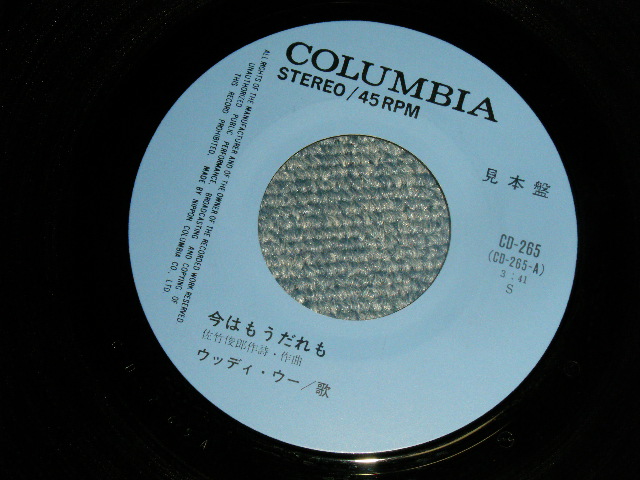 COLUMBIA
STEREO/45RPM
見本盤
CD-265
(CD-265-A)
3:41
S
今はもうだれも
佐竹俊郎作詩・作曲
ウッディ・ウー/歌
ALL RIGHTS OF THE MANUFACTURER AND OF THE OWNER OF THE RECORDED WORK RESERVED
UNAUTHORIZED PUBLIC PERFORMANCE, BROADCASTING AND COPYING OF
THIS RECORD PROHIBITED. MADE BY NIPPON COLUMBIA CO., LTD.